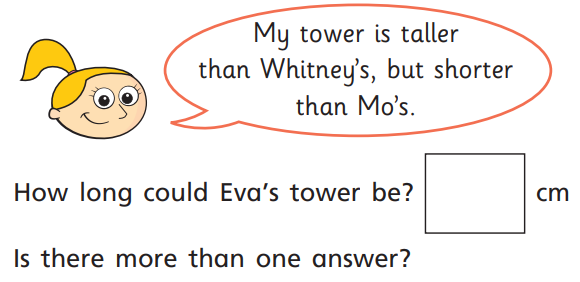 My tower is taller
than Whitney's, but shorter
than Mo's.
How long could Eva's tower be? cm
Is there more than one answer?